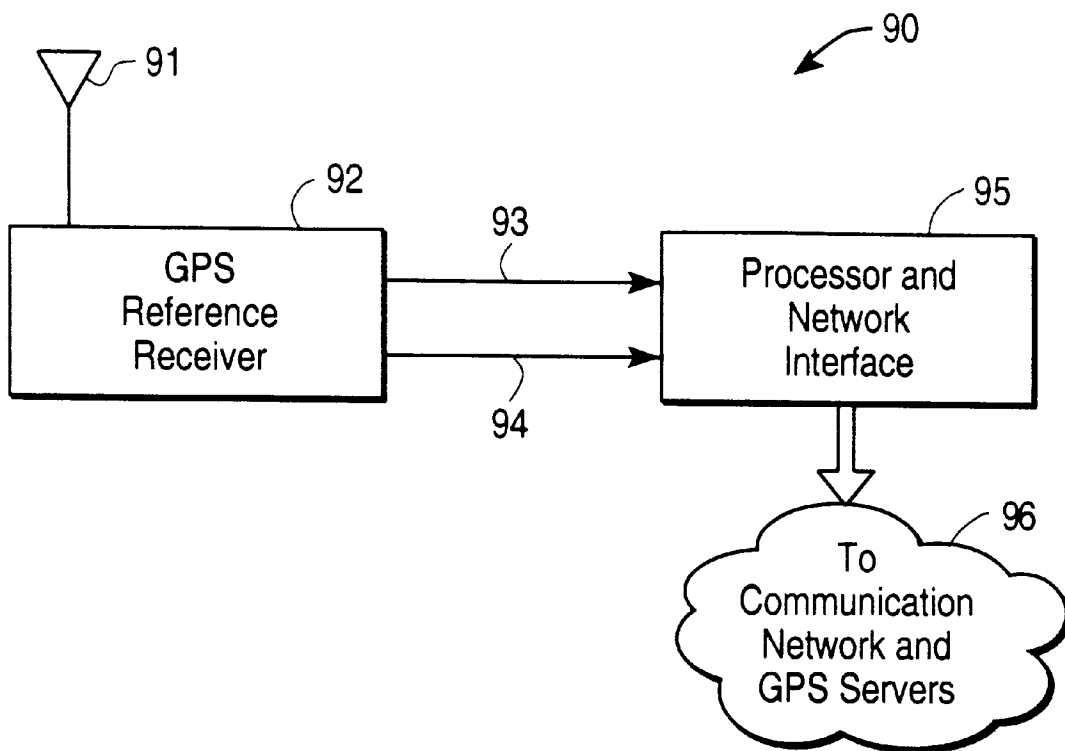 90
91
92
93
95
GPS
Reference
Receiver
Processor and
Network
Interface
94
96
To
Communication
Network and
GPS Servers